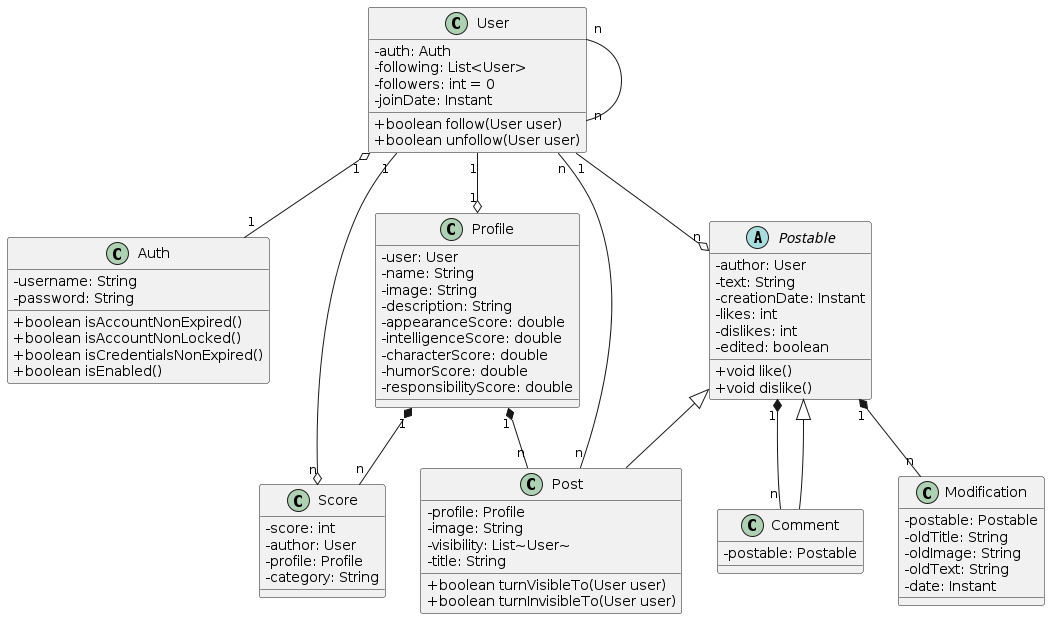 C User
-auth: Auth
-following: List<User>
-followers: int = 0
-joinDate: Instant
+boolean follow(User user)
+boolean unfollow(User user)
n
n
1
1
1
n
1
1
n
n
1
n
C Auth
-username: String
-password: String
+boolean isAccountNonExpired()
+boolean isAccountNonLocked()
+boolean isCredentialsNonExpired()
+boolean isEnabled()
C Profile
-user: User
-name: String
-image: String
-description: String
-appearanceScore: double
-intelligenceScore: double
-characterScore: double
-humorScore: double
-responsibilityScore: double
A Postable
-author: User
-text: String
-creationDate: Instant
-likes: int
-dislikes: int
-edited: boolean
+void like()
+void dislike()
1
n
1
n
1
n
1
n
C Score
-score: int
-author: User
-profile: Profile
-category: String
C Post
-profile: Profile
-image: String
-visibility: List~User~
-title: String
+boolean turnVisibleTo(User user)
+boolean turnInvisibleTo(User user)
C Comment
-postable: Postable
C Modification
-postable: Postable
-oldTitle: String
-oldImage: String
-oldText: String
-date: Instant